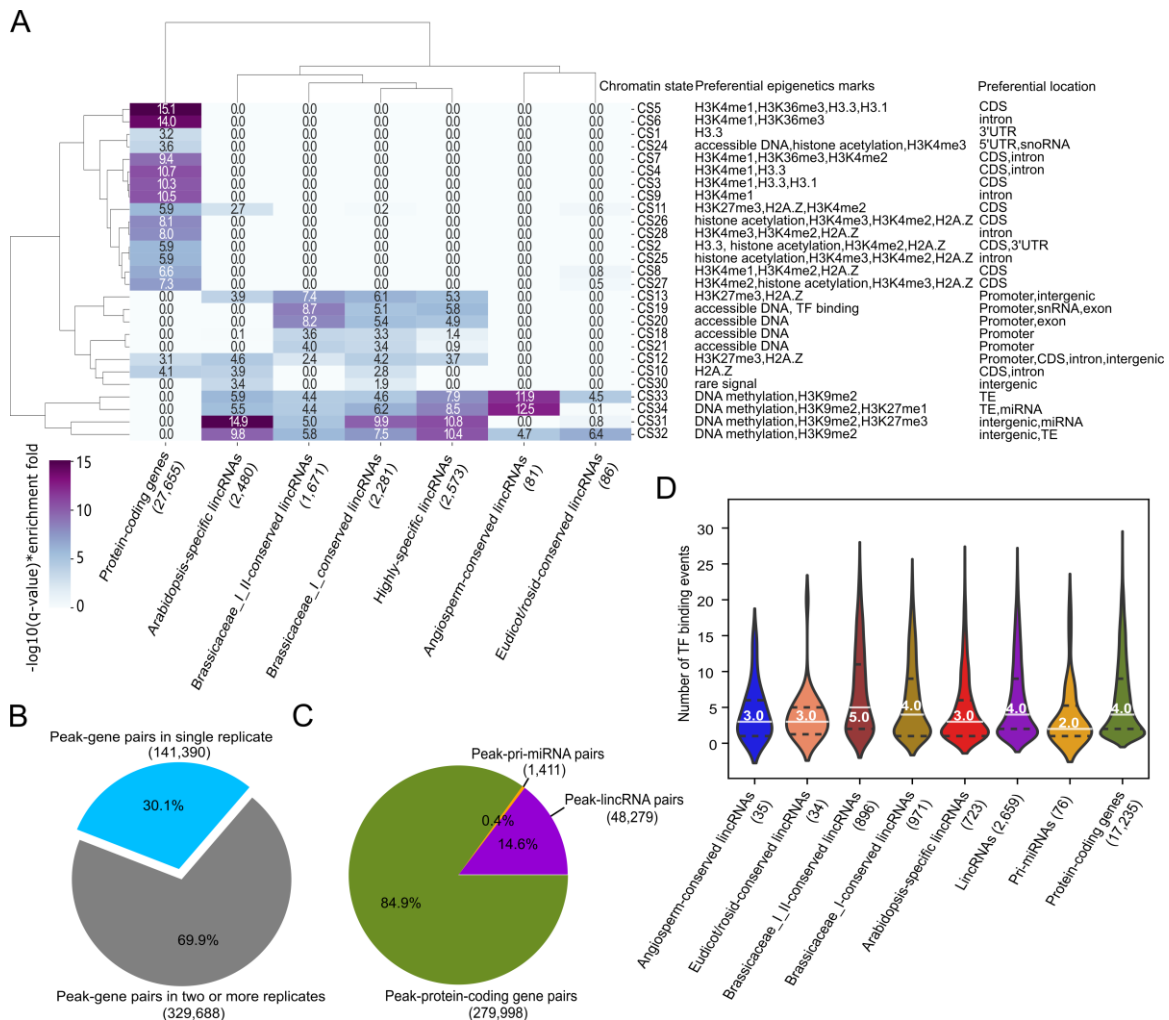 A
Chromatin state Preferential epigenetics marks Preferential location
15.1 0.0 0.0 0.0 0.0 0.0 0.0 - CS5 H3K4me1,H3K36me3,H3.3,H3.1 CDS
14.0 0.0 0.0 0.0 0.0 0.0 0.0 - CS6 H3K4me1,H3K36me3 intron
3.2 0.0 0.0 0.0 0.0 0.0 0.0 - CS1 H3.3 3'UTR
3.6 0.0 0.0 0.0 0.0 0.0 0.0 - CS24 accessible DNA,histone acetylation,H3K4me3 5'UTR,snoRNA
9.4 0.0 0.0 0.0 0.0 0.0 0.0 - CS7 H3K4me1,H3K36me3,H3K4me2 CDS,intron
10.7 0.0 0.0 0.0 0.0 0.0 0.0 - CS4 H3K4me1,H3.3 CDS,intron
10.3 0.0 0.0 0.0 0.0 0.0 0.0 - CS3 H3K4me1,H3.3,H3.1 CDS
10.5 0.0 0.0 0.0 0.0 0.0 0.0 - CS9 H3K4me1 intron
5.9 2.7 0.0 0.2 0.0 0.0 0.6 - CS11 H3K27me3,H2A.Z,H3K4me2 CDS
8.1 0.0 0.0 0.0 0.0 0.0 0.0 - CS26 histone acetylation,H3K4me3,H3K4me2,H2A.Z CDS
8.0 0.0 0.0 0.0 0.0 0.0 0.0 - CS28 H3K4me3,H3K4me2,H2A.Z intron
5.9 0.0 0.0 0.0 0.0 0.0 0.0 - CS2 H3.3, histone acetylation,H3K4me2,H2A.Z CDS,3'UTR
5.9 0.0 0.0 0.0 0.0 0.0 0.0 - CS25 histone acetylation,H3K4me3,H3K4me2,H2A.Z intron
6.6 0.0 0.0 0.0 0.0 0.0 0.8 - CS8 H3K4me1,H3K4me2,H2A.Z CDS
7.3 0.0 0.0 0.0 0.0 0.0 0.5 - CS27 H3K4me2,histone acetylation,H3K4me3,H2A.Z CDS
0.0 3.9 7.4 6.1 5.3 0.0 0.0 - CS13 H3K27me3,H2A.Z Promoter,intergenic
0.0 0.0 8.7 5.1 5.8 0.0 0.0 - CS19 accessible DNA, TF binding Promoter,snRNA,exon
0.0 0.0 8.2 5.4 4.9 0.0 0.0 - CS20 accessible DNA Promoter,exon
0.0 0.1 3.6 3.3 1.4 0.0 0.0 - CS18 accessible DNA Promoter
0.0 0.0 4.0 3.4 0.9 0.0 0.0 - CS21 accessible DNA Promoter
3.1 4.6 2.4 4.2 3.7 0.0 0.0 - CS12 H3K27me3,H2A.Z Promoter,CDS,intron,intergenic
4.1 3.9 0.0 2.8 0.0 0.0 0.0 - CS10 H2A.Z CDS,intron
0.0 3.4 0.0 1.9 0.0 0.0 0.0 - CS30 rare signal intergenic
0.0 5.9 4.4 4.6 7.9 11.9 4.5 - CS33 DNA methylation,H3K9me2 TE
0.0 5.5 4.4 6.2 8.5 12.5 0.1 - CS34 DNA methylation,H3K9me2,H3K27me1 TE,miRNA
0.0 14.9 5.0 9.9 10.8 0.0 0.8 - CS31 DNA methylation,H3K9me2,H3K27me3 intergenic,miRNA
0.0 9.8 5.8 7.5 10.4 4.7 6.4 - CS32 DNA methylation,H3K9me2 intergenic,TE
-log10(q-value)*enrichment fold
15
10
5
0
Protein-coding genes
(27,655)
Arabidopsis-specific lincRNAs
(2,480)
Brassicaceae_I_II-conserved lincRNAs
(1,671)
Brassicaceae_I_conserved lincRNAs
(2,281)
Highly-specific lincRNAs
(2,573)
Angiosperm-conserved lincRNAs
(81)
Eudicot/rosid-conserved lincRNAs
(86)
B
Peak-gene pairs in single replicate
(141,390)
30.1%
69.9%
Peak-gene pairs in two or more replicates
(329,688)
C
Peak-pri-miRNA pairs
(1,411)
Peak-lincRNA pairs
(48,279)
0.4%
14.6%
84.9%
Peak-protein-coding gene pairs
(279,998)
D
Number of TF binding events
30
25
20
15
10
5
0
3.0 3.0 5.0 4.0 3.0 4.0 2.0 4.0
Angiosperm-conserved lincRNAs
(35)
Eudicot/rosid-conserved lincRNAs
(34)
Brassicaceae_I_II-conserved lincRNAs
(696)
Brassicaceae_I-conserved lincRNAs
(971)
Arabidopsis-specific lincRNAs
(723)
LincRNAs (2,659)
Pri-miRNAs (76)
Protein-coding genes
(17,235)